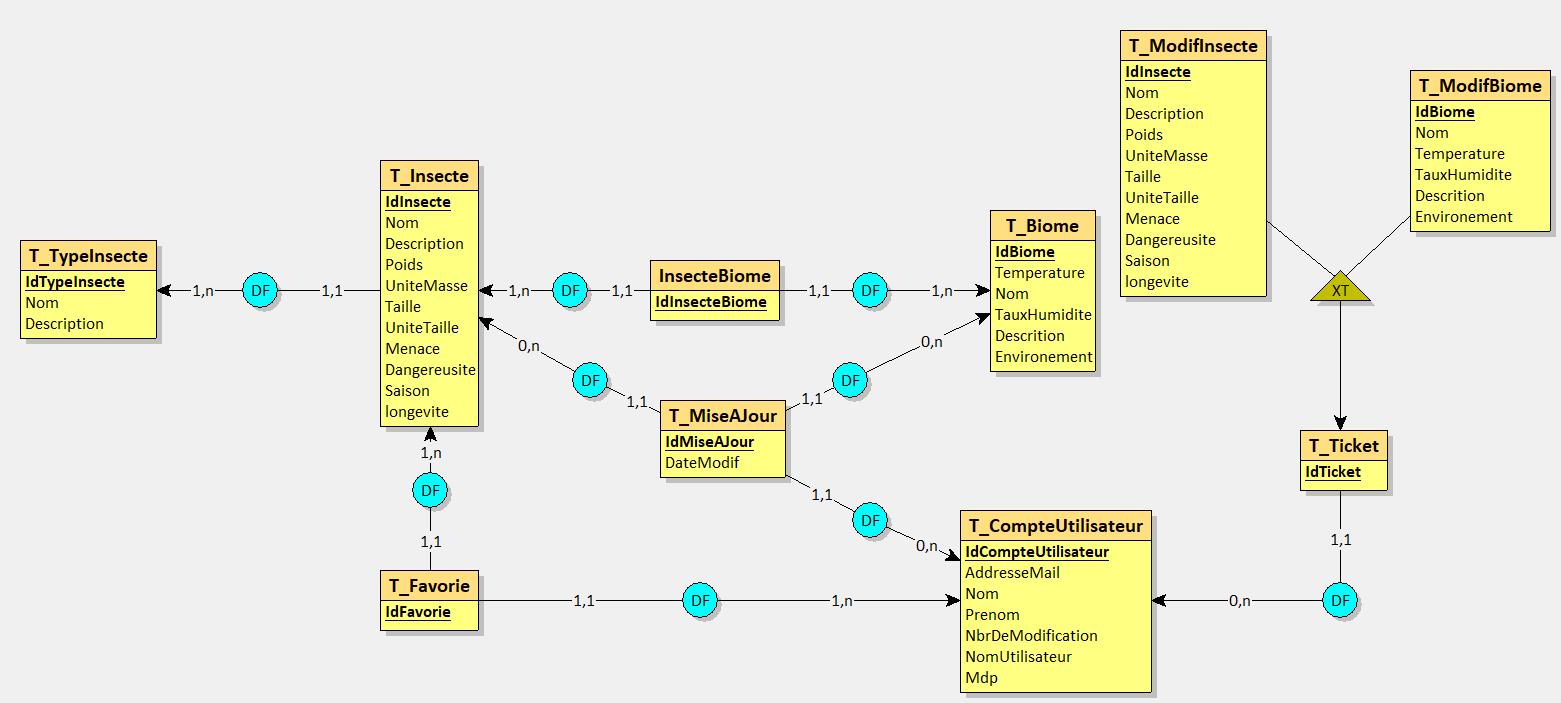 T_TypeInsecte
IdTypeInsecte
Nom
Description
1,n
DF
1,1
T_Insecte
IdInsecte
Nom
Description
Poids
UniteMasse
Taille
UniteTaille
Menace
Dangereusite
Saison
longevite
1,n
DF
1,1
InsecteBiome
IdInsecteBiome
1,1
DF
1,n
T_Biome
IdBiome
Temperature
Nom
TauxHumidite
Descrition
Environement
0,n
DF
1,1
T_MiseAJour
IdMiseAJour
DateModif
1,1
DF
0,n
1,1
DF
0,n
1,n
DF
1,1
T_Favorie
IdFavorie
1,1
DF
1,n
T_CompteUtilisateur
IdCompteUtilisateur
AddresseMail
Nom
Prenom
NbrDeModification
NomUtilisateur
Mdp
T_ModifInsecte
IdInsecte
Nom
Description
Poids
UniteMasse
Taille
UniteTaille
Menace
Dangereusite
Saison
longevite
T_ModifBiome
IdBiome
Nom
Temperature
TauxHumidite
Descrition
Environement
XT
T_Ticket
IdTicket
1,1
DF
0,n